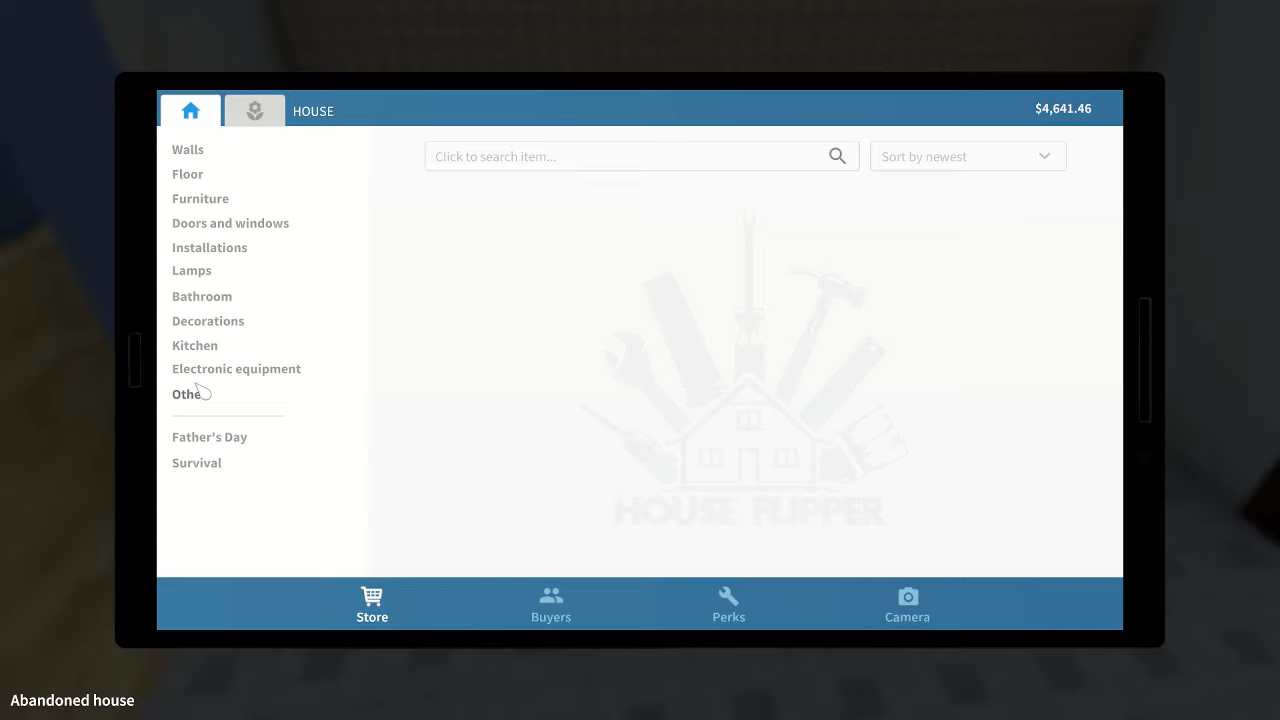 HOUSE
$4,641.46
Click to search item...
Sort by newest
Walls
Floor
Furniture
Doors and windows
Installations
Lamps
Bathroom
Decorations
Kitchen
Electronic equipment
Other
Father's Day
Survival
HOUSE FLIPPER
Store
Buyers
Perks
Camera
Abandoned house